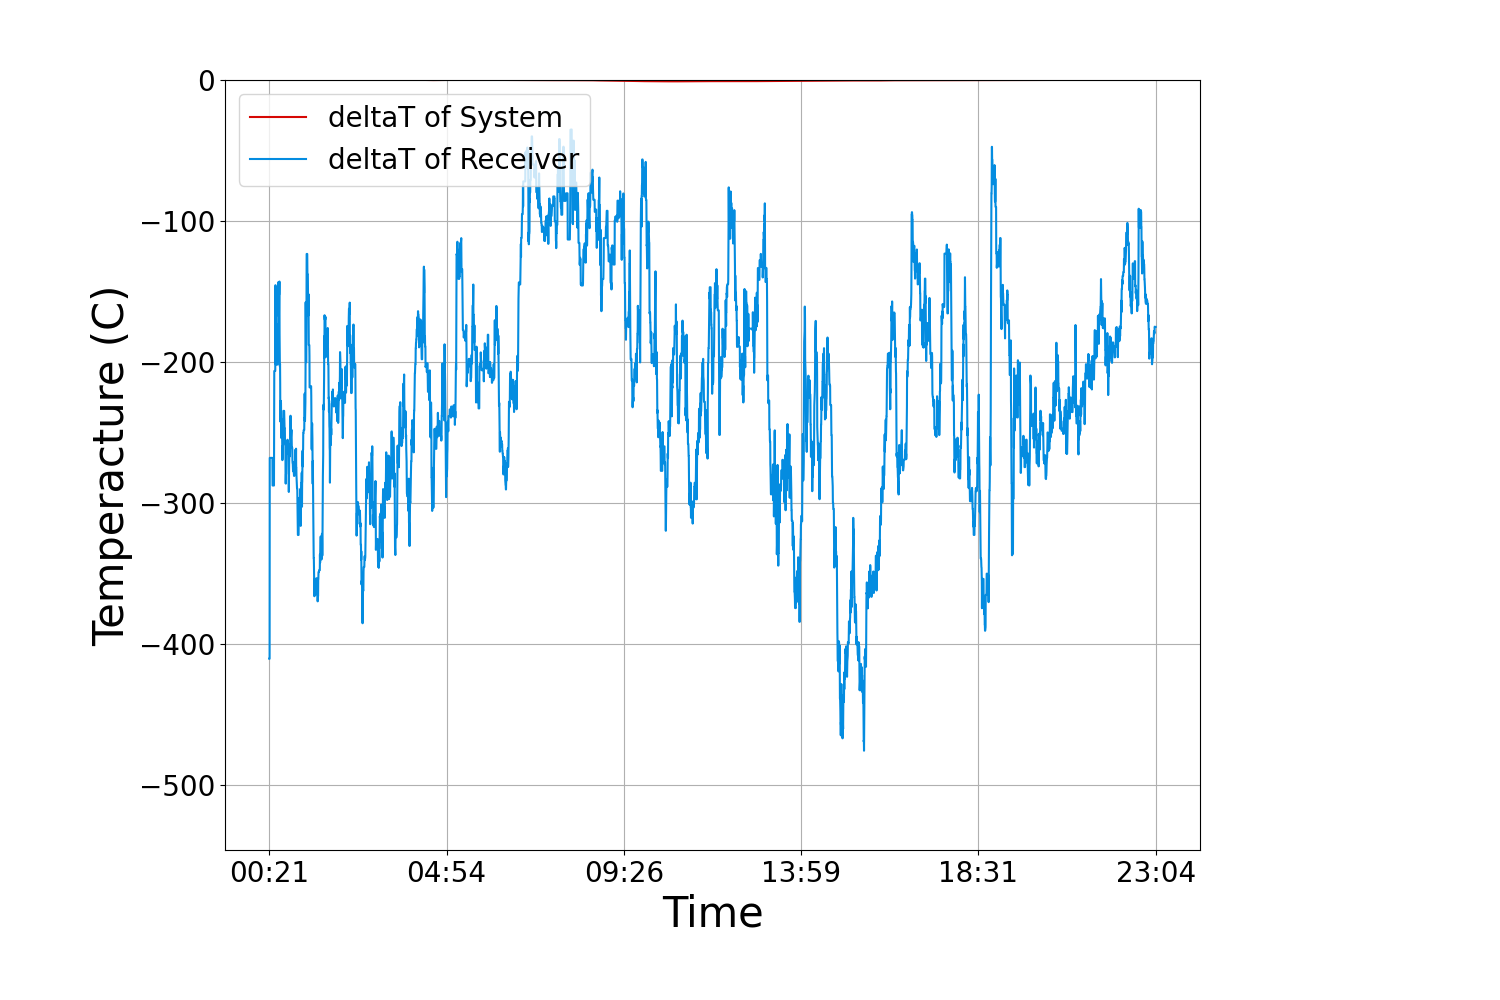 deltaT of System
deltaT of Receiver
0
−100
−200
−300
−400
−500
Temperacture (C)
00:21 04:54 09:26 13:59 18:31 23:04
Time